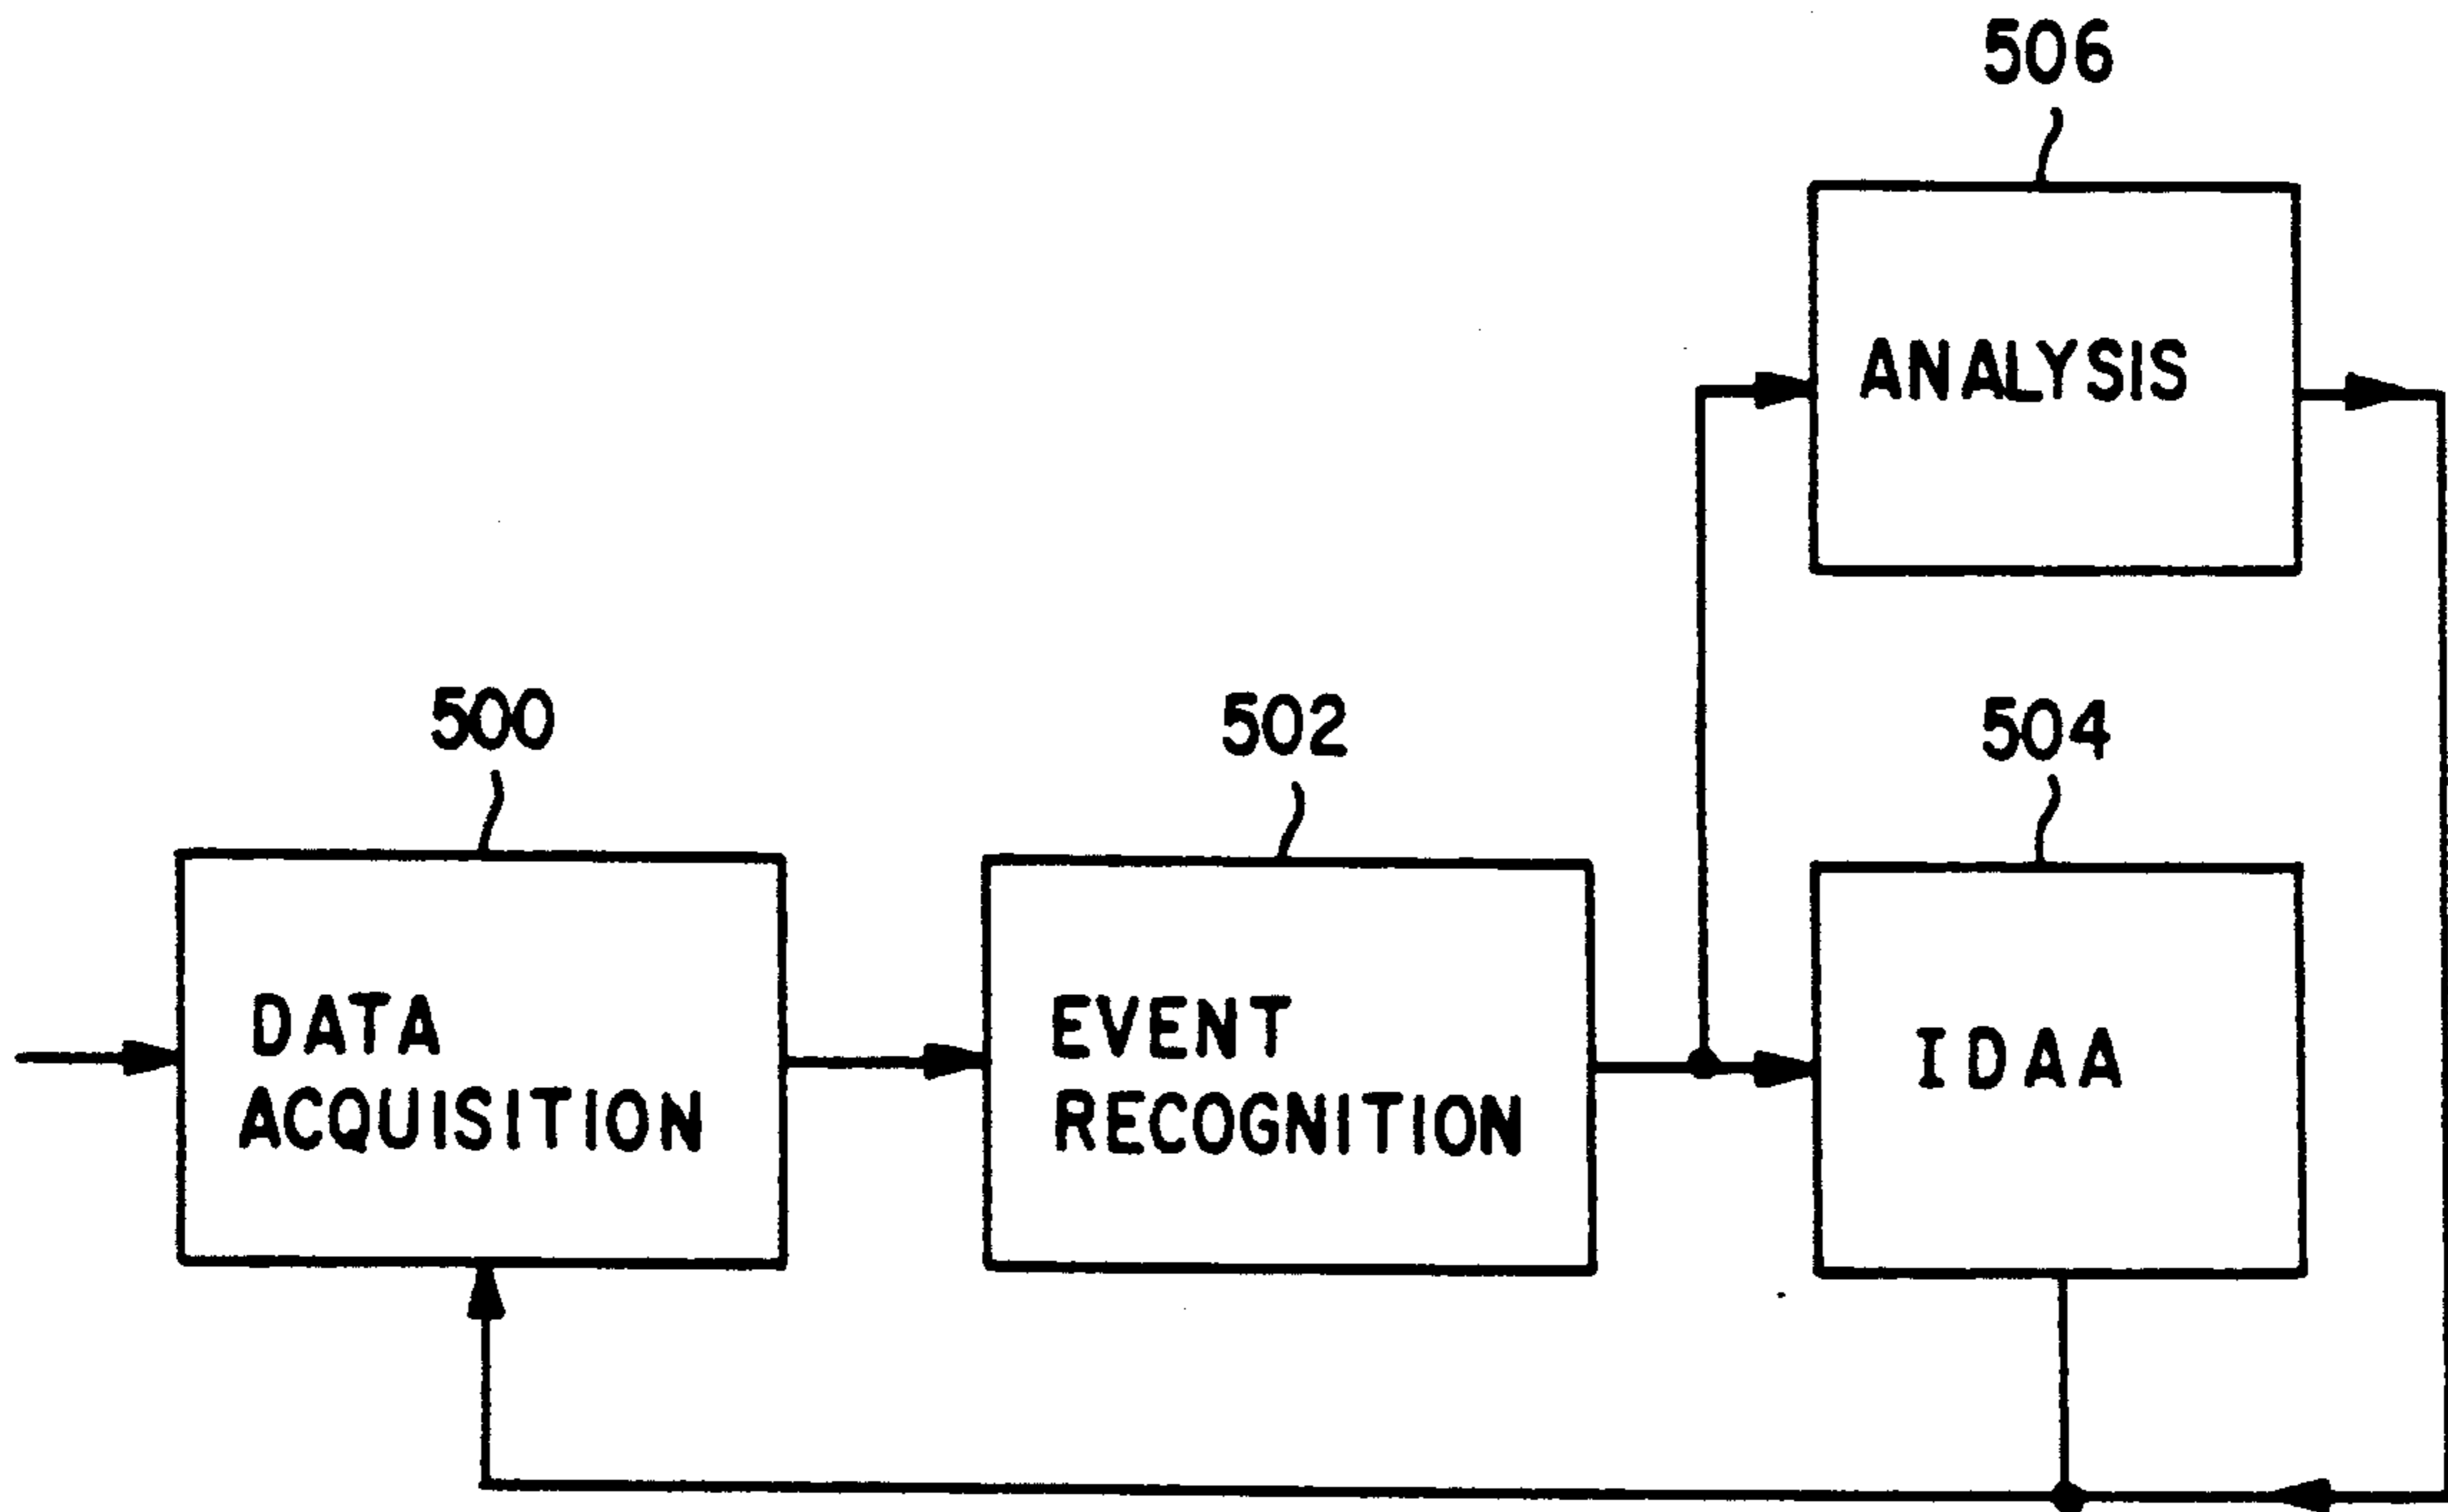 506
ANALYSIS
500
502
504
DATA
ACQUISITION
EVENT
RECOGNITION
IDAA